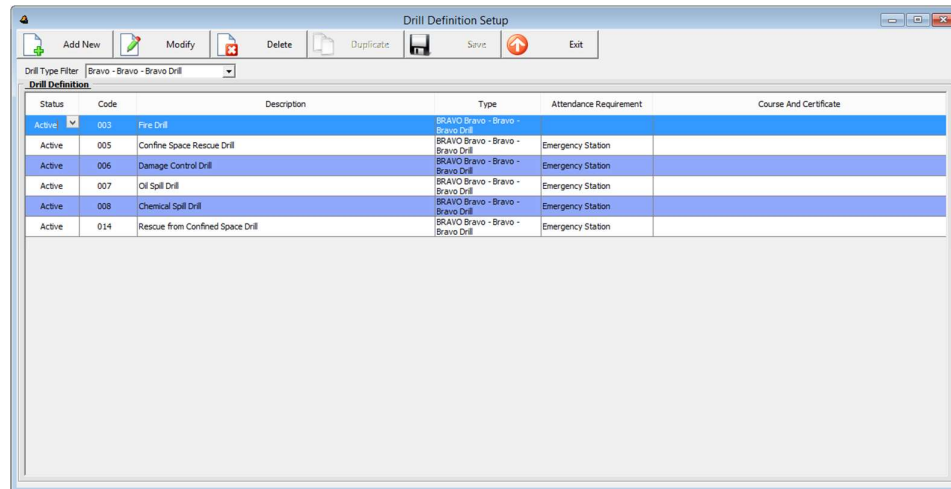 Drill Definition Setup
Add New Modify Delete Duplicate Save Exit
Drill Type Filter Bravo - Bravo - Bravo Drill
Drill Definition
Status Code Description Type Attendance Requirement Course And Certificate
Active 003 Fire Drill BRAVO Bravo - Bravo -
Bravo Drill
Active 005 Confine Space Rescue Drill BRAVO Bravo - Bravo - Emergency Station
Bravo Drill
Active 006 Damage Control Drill BRAVO Bravo - Bravo - Emergency Station
Bravo Drill
Active 007 Oil Spill Drill BRAVO Bravo - Bravo - Emergency Station
Bravo Drill
Active 008 Chemical Spill Drill BRAVO Bravo - Bravo - Emergency Station
Bravo Drill
Active 014 Rescue from Confined Space Drill BRAVO Bravo - Bravo - Emergency Station
Bravo Drill